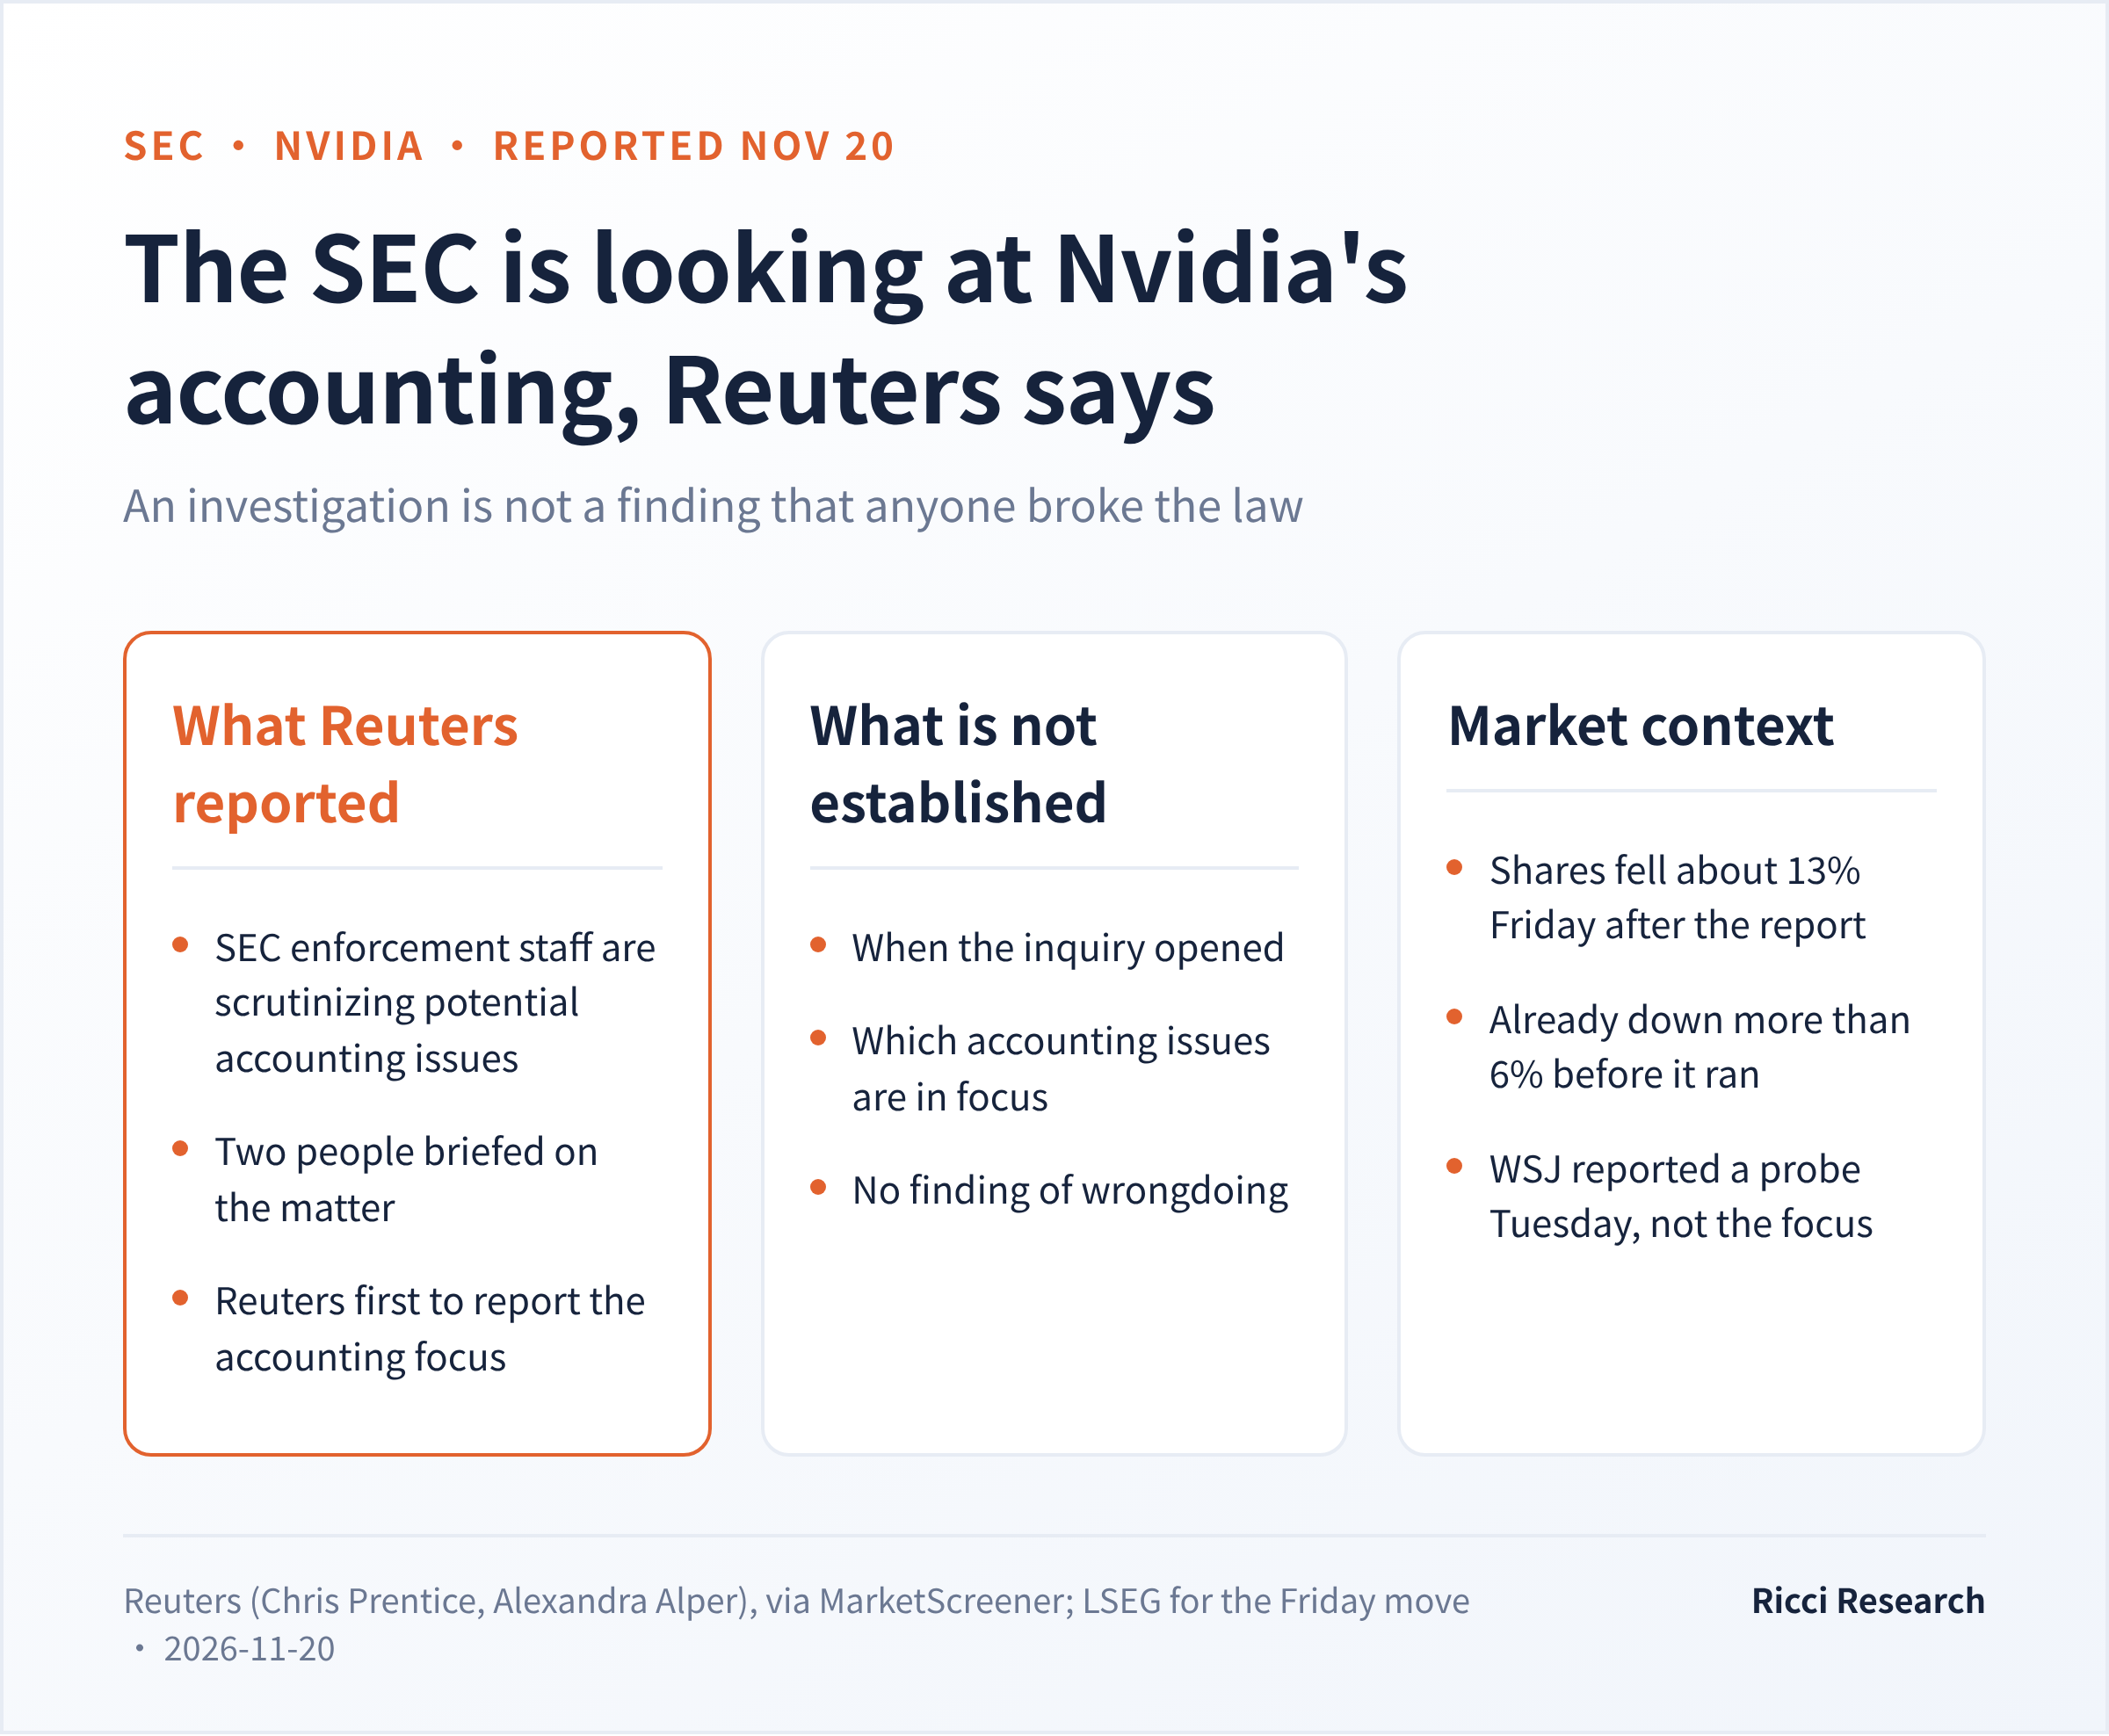 SEC • NVIDIA • REPORTED NOV 20
The SEC is looking at Nvidia's
accounting, Reuters says
An investigation is not a finding that anyone broke the law
What Reuters
reported
• SEC enforcement staff are
scrutinizing potential
accounting issues
• Two people briefed on
the matter
• Reuters first to report the
accounting focus
What is not
established
• When the inquiry opened
• Which accounting issues
are in focus
• No finding of wrongdoing
Market context
• Shares fell about 13%
Friday after the report
• Already down more than
6% before it ran
• WSJ reported a probe
Tuesday, not the focus
Reuters (Chris Prentice, Alexandra Alper), via MarketScreener; LSEG for the Friday move
• 2026-11-20
Ricci Research